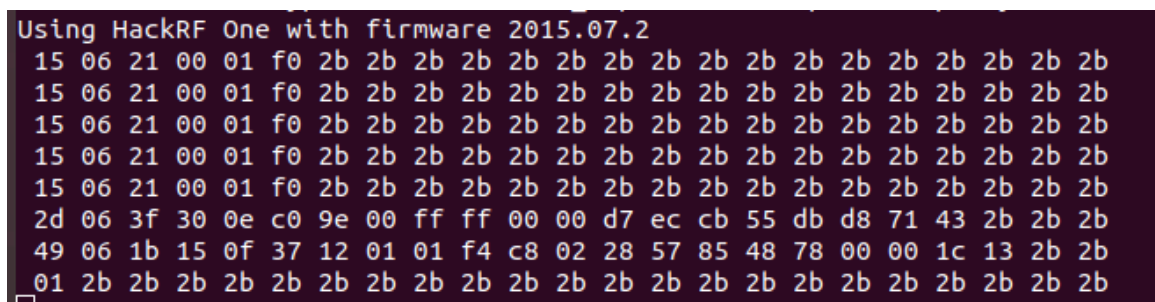 Using HackRF One with firmware 2015.07.2
15 06 21 00 01 f0 2b 2b 2b 2b 2b 2b 2b 2b 2b 2b 2b 2b 2b 2b 2b 2b 2b
15 06 21 00 01 f0 2b 2b 2b 2b 2b 2b 2b 2b 2b 2b 2b 2b 2b 2b 2b 2b 2b
15 06 21 00 01 f0 2b 2b 2b 2b 2b 2b 2b 2b 2b 2b 2b 2b 2b 2b 2b 2b 2b
15 06 21 00 01 f0 2b 2b 2b 2b 2b 2b 2b 2b 2b 2b 2b 2b 2b 2b 2b 2b 2b
15 06 21 00 01 f0 2b 2b 2b 2b 2b 2b 2b 2b 2b 2b 2b 2b 2b 2b 2b 2b 2b
2d 06 3f 30 0e c0 9e 00 ff ff 00 00 d7 ec cb 55 db d8 71 43 2b 2b 2b
49 06 1b 15 0f 37 12 01 01 f4 c8 02 28 57 85 48 78 00 00 1c 13 2b 2b
01 2b 2b 2b 2b 2b 2b 2b 2b 2b 2b 2b 2b 2b 2b 2b 2b 2b 2b 2b 2b 2b 2b